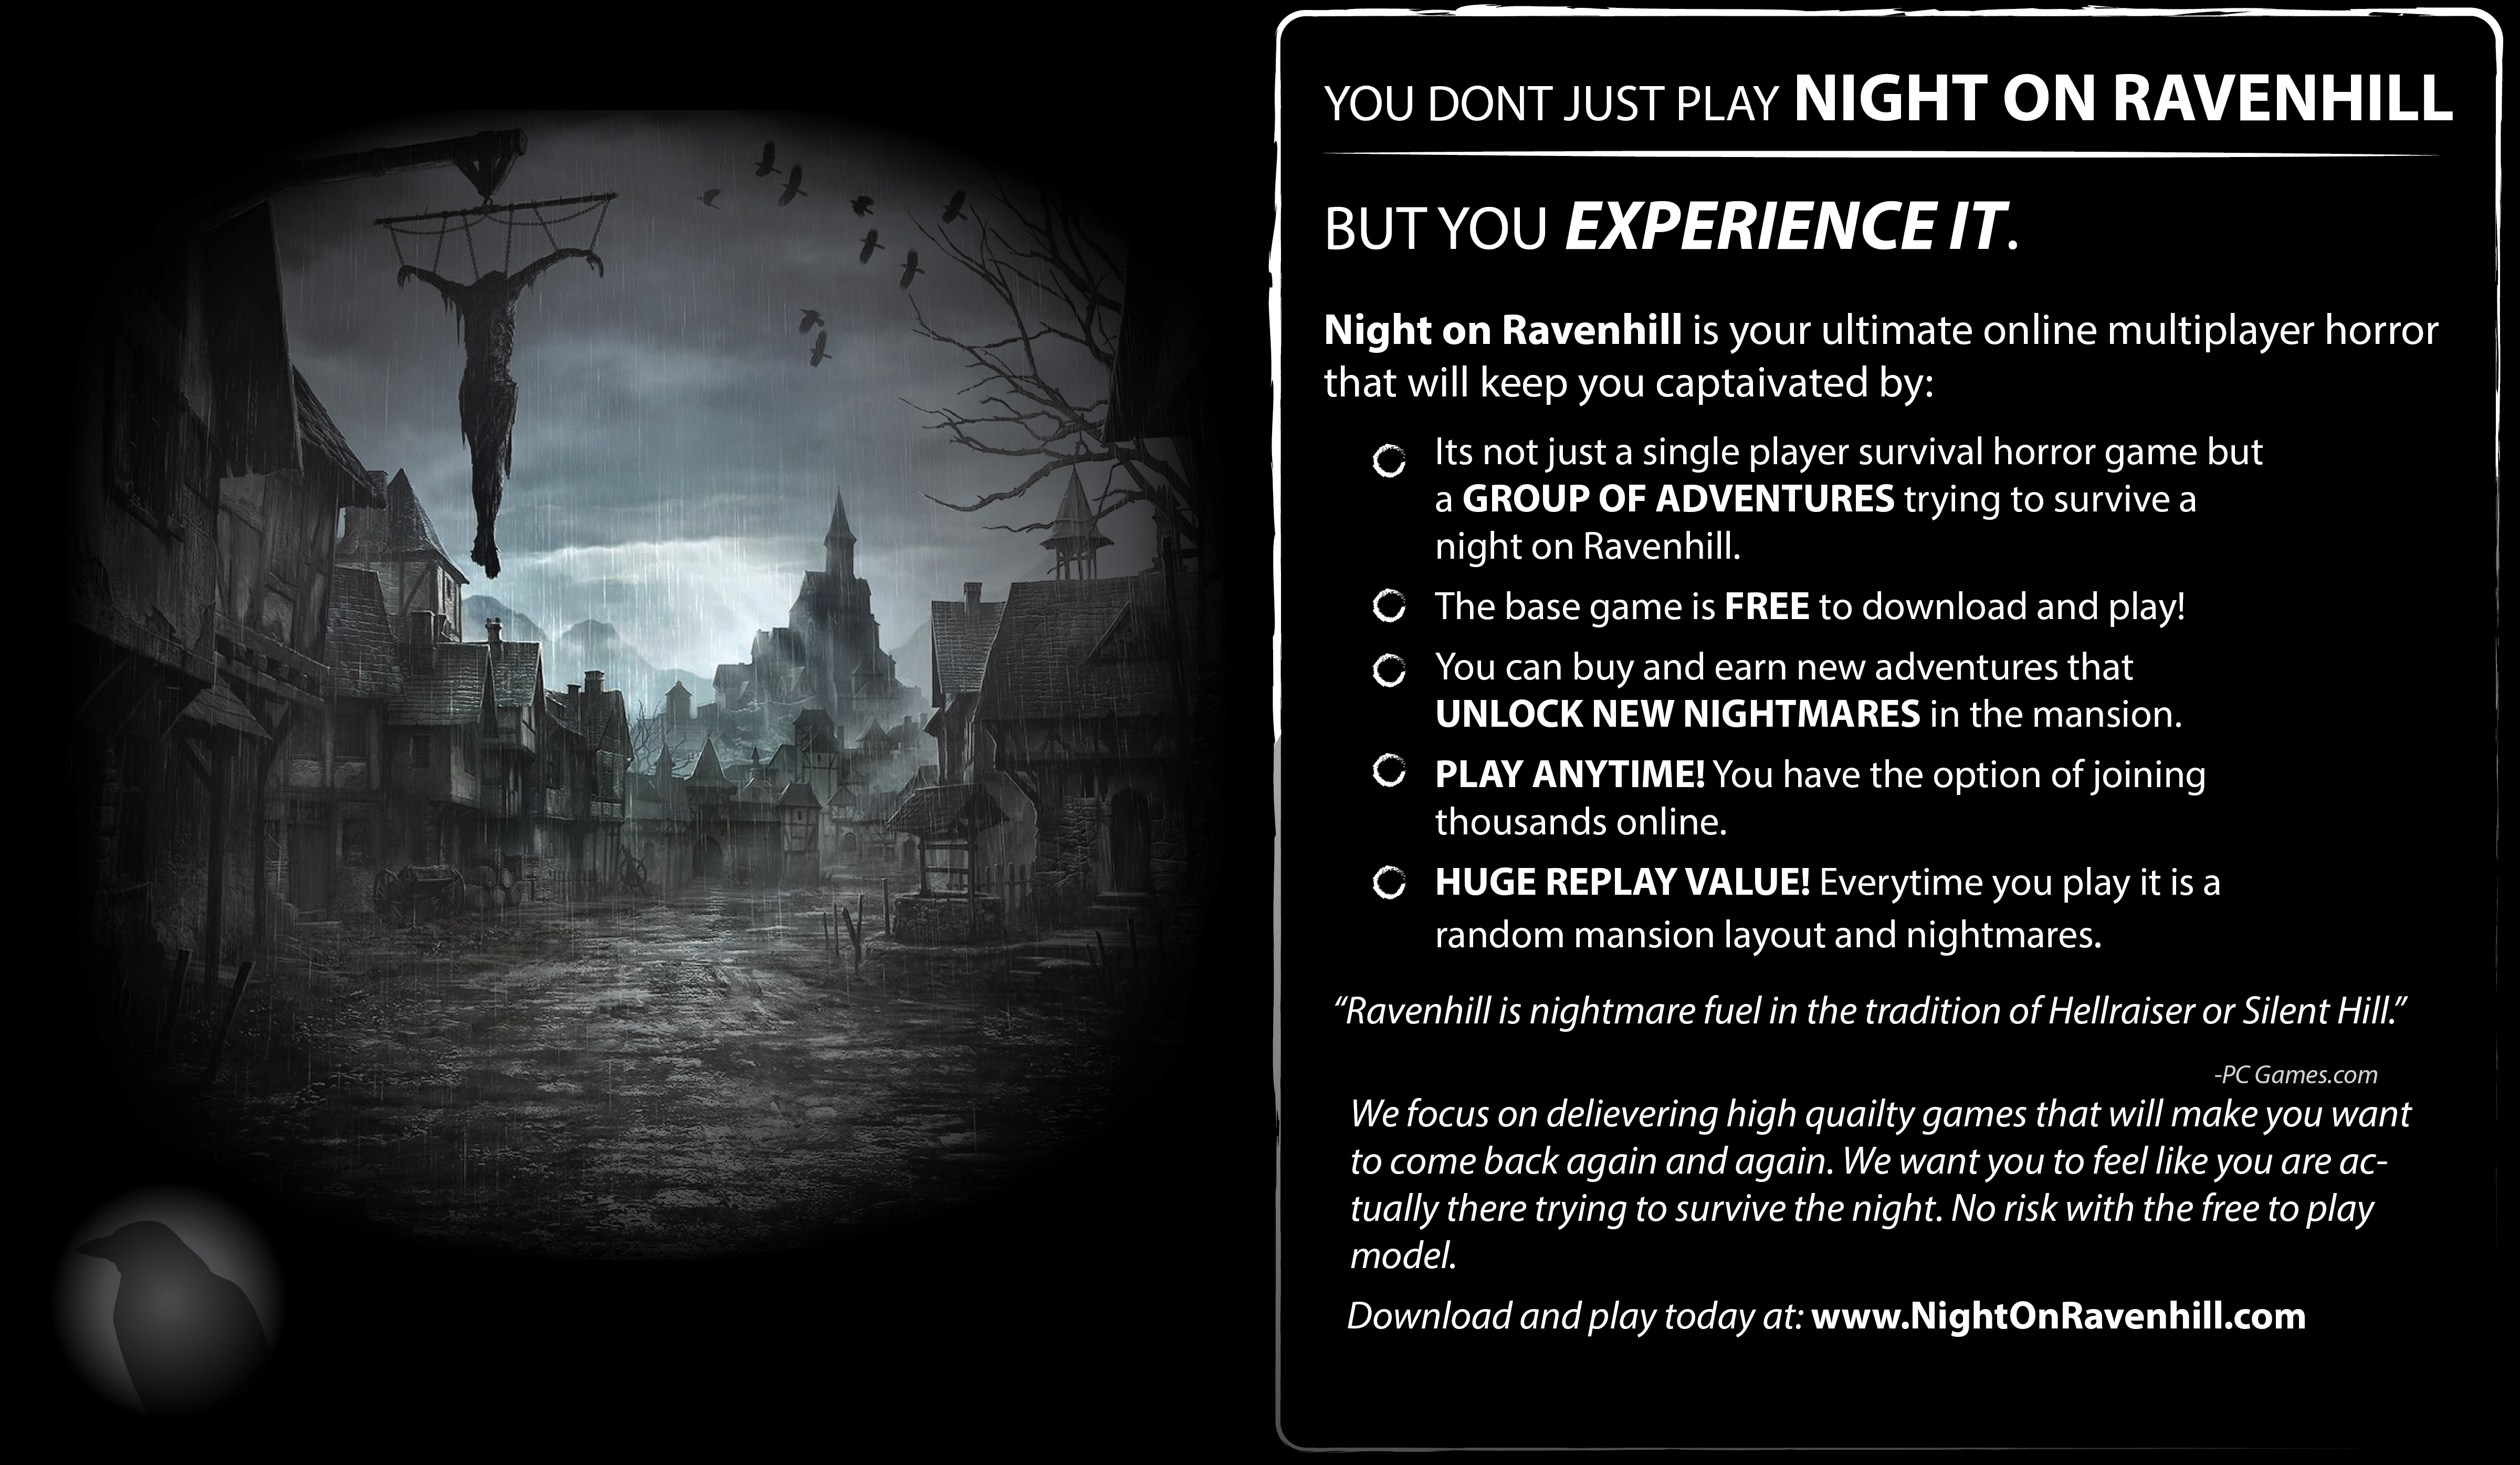 YOU DONT JUST PLAY NIGHT ON RAVENHILL
BUT YOU EXPERIENCE IT.
Night on Ravenhill is your ultimate online multiplayer horror
that will keep you captaivated by:
Its not just a single player survival horror game but
a GROUP OF ADVENTURES trying to survive a
night on Ravenhill.
The base game is FREE to download and play!
You can buy and earn new adventures that
UNLOCK NEW NIGHTMARES in the mansion.
PLAY ANYTIME! You have the option of joining
thousands online.
HUGE REPLAY VALUE! Everytime you play it is a
random mansion layout and nightmares.
“Ravenhill is nightmare fuel in the tradition of Hellraiser or Silent Hill.”
-PC Games.com
We focus on delievering high quailty games that will make you want
to come back again and again. We want you to feel like you are ac-
tually there trying to survive the night. No risk with the free to play
model.
Download and play today at: www.NightOnRavenhill.com